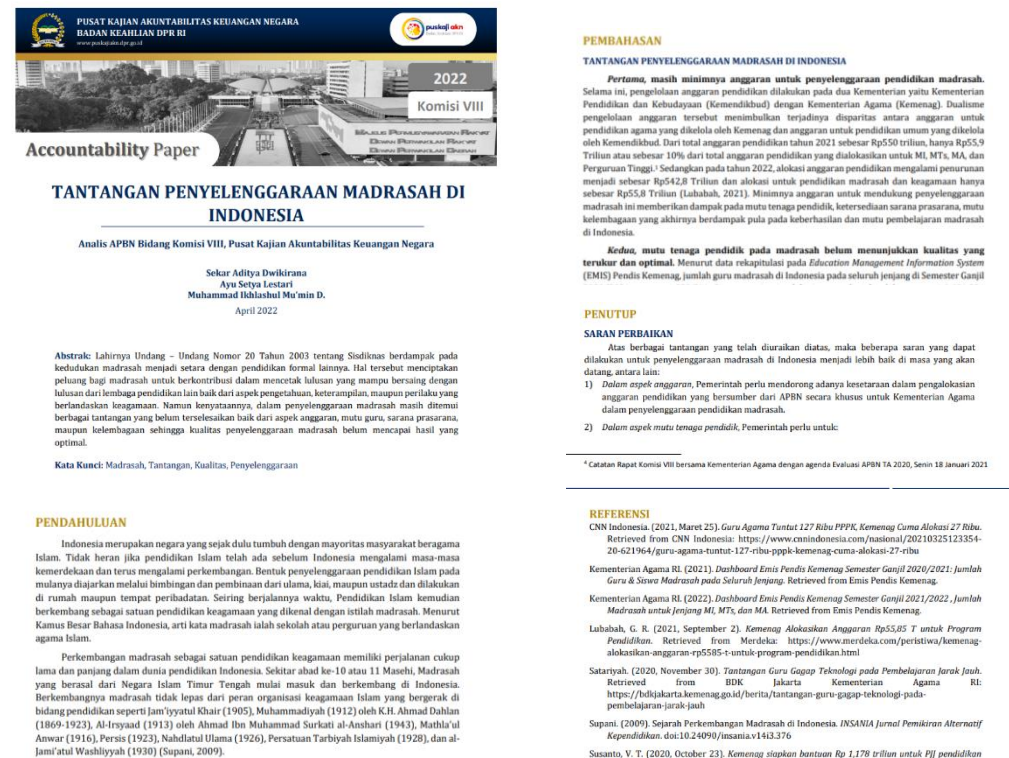 PUSAT KAJIAN AKUNTABILITAS KEUANGAN NEGARA
BADAN KEAHLIAN DPR RI
www.puskajiakn.dpr.go.id
puskaji akn
2022
Komisi VIII
Majelis Permusyawaratan Rakyat
Dewan Perwakilan Rakyat
Dewan Perwakilan Daerah
Accountability Paper
TANTANGAN PENYELENGGARAAN MADRASAH DI
INDONESIA
Analis APBN Bidang Komisi VIII, Pusat Kajian Akuntabilitas Keuangan Negara
Sekar Aditya Dwikirana
Ayu Setya Lestari
Muhammad Ikhlashul Mu'min D.
April 2022
Abstrak: Lahirnya Undang – Undang Nomor 20 Tahun 2003 tentang Sisdiknas berdampak pada
kedudukan madrasah menjadi setara dengan pendidikan formal lainnya. Hal tersebut menciptakan
peluang bagi madrasah untuk berkontribusi dalam mencetak lulusan yang mampu bersaing dengan
lulusan dari lembaga pendidikan lain baik dari aspek pengetahuan, keterampilan, maupun perilaku yang
berlandaskan keagamaan. Namun kenyataannya, dalam penyelenggaraan madrasah masih ditemui
berbagai tantangan yang belum terselesaikan baik dari aspek anggaran, mutu guru, sarana prasarana,
maupun kelembagaan sehingga kualitas penyelenggaraan madrasah belum mencapai hasil yang
optimal.
Kata Kunci: Madrasah, Tantangan, Kualitas, Penyelenggaraan
PENDAHULUAN
Indonesia merupakan negara yang sejak dulu tumbuh dengan mayoritas masyarakat beragama
Islam. Tidak heran jika pendidikan Islam telah ada sebelum Indonesia mengalami masa-masa
kemerdekaan dan terus mengalami perkembangan. Bentuk penyelenggaraan pendidikan Islam pada
mulanya diajarkan melalui bimbingan dan pembinaan dari ulama, kiai, maupun ustadz dan dilakukan
di rumah maupun tempat peribadatan. Seiring berjalannya waktu, Pendidikan Islam kemudian
berkembang sebagai satuan pendidikan keagamaan yang dikenal dengan istilah madrasah. Menurut
Kamus Besar Bahasa Indonesia, arti kata madrasah ialah sekolah atau perguruan yang berlandaskan
agama Islam.
Perkembangan madrasah sebagai satuan pendidikan keagamaan memiliki perjalanan cukup
lama dan panjang dalam dunia pendidikan Indonesia. Sekitar abad ke-10 atau 11 Masehi, Madrasah
yang berasal dari Negara Islam Timur Tengah mulai masuk dan berkembang di Indonesia.
Berkembangnya madrasah tidak lepas dari peran organisasi keagamaan Islam yang bergerak di
bidang pendidikan seperti Jam'iyyatul Khair (1905), Muhammadiyah (1912) oleh K.H. Ahmad Dahlan
(1869-1923), Al-Irsyaad (1913) oleh Ahmad Ibn Muhammad Surkati al-Anshari (1943), Mathla'ul
Anwar (1916), Persis (1923), Nahdlatul Ulama (1926), Persatuan Tarbiyah Islamiyah (1928), dan al-
Jami'atul Washliyyah (1930) (Supani, 2009).
PEMBAHASAN
TANTANGAN PENYELENGGARAAN MADRASAH DI INDONESIA
Pertama, masih minimnya anggaran untuk penyelenggaraan pendidikan madrasah.
Selama ini, pengelolaan anggaran pendidikan dilakukan pada dua Kementerian yaitu Kementerian
Pendidikan dan Kebudayaan (Kemendikbud) dengan Kementerian Agama (Kemenag). Dualisme
pengelolaan anggaran tersebut menimbulkan terjadinya disparitas antara anggaran untuk
pendidikan agama yang dikelola oleh Kemenag dan anggaran untuk pendidikan umum yang dikelola
oleh Kemendikbud. Dari total anggaran pendidikan tahun 2021 sebesar Rp550 triliun, hanya Rp55,9
Triliun atau sebesar 10% dari total anggaran pendidikan yang dialokasikan untuk MI, MTs, MA, dan
Perguruan Tinggi.¹ Sedangkan pada tahun 2022, alokasi anggaran pendidikan mengalami penurunan
menjadi sebesar Rp542,8 Triliun dan alokasi untuk pendidikan madrasah dan keagamaan hanya
sebesar Rp55,8 Triliun (Lubabah, 2021). Minimnya anggaran untuk mendukung penyelenggaraan
madrasah ini memberikan dampak pada mutu tenaga pendidik, ketersediaan sarana prasarana, mutu
kelembagaan yang akhirnya berdampak pula pada keberhasilan dan mutu pembelajaran madrasah
di Indonesia.
Kedua, mutu tenaga pendidik pada madrasah belum menunjukkan kualitas yang
terukur dan optimal. Menurut data rekapitulasi pada Education Management Information System
(EMIS) Pendis Kemenag, jumlah guru madrasah di Indonesia pada seluruh jenjang di Semester Ganjil
PENUTUP
SARAN PERBAIKAN
Atas berbagai tantangan yang telah diuraikan diatas, maka beberapa saran yang dapat
dilakukan untuk penyelenggaraan madrasah di Indonesia menjadi lebih baik di masa yang akan
datang, antara lain:
1) Dalam aspek anggaran, Pemerintah perlu mendorong adanya kesetaraan dalam pengalokasian
anggaran pendidikan yang bersumber dari APBN secara khusus untuk Kementerian Agama
dalam penyelenggaraan pendidikan madrasah.
2) Dalam aspek mutu tenaga pendidik, Pemerintah perlu untuk:
⁴ Catatan Rapat Komisi VIII bersama Kementerian Agama dengan agenda Evaluasi APBN TA 2020, Senin 18 Januari 2021
REFERENSI
CNN Indonesia. (2021, Maret 25). Guru Agama Tuntut 127 Ribu PPPK, Kemenag Cuma Alokasi 27 Ribu.
Retrieved from CNN Indonesia: https://www.cnnindonesia.com/nasional/20210325123354-
20-621964/guru-agama-tuntut-127-ribu-pppk-kemenag-cuma-alokasi-27-ribu
Kementerian Agama RI. (2021). Dashboard Emis Pendis Kemenag Semester Ganjil 2020/2021: Jumlah
Guru & Siswa Madrasah pada Seluruh Jenjang. Retrieved from Emis Pendis Kemenag.
Kementerian Agama RI. (2022). Dashboard Emis Pendis Kemenag Semester Ganjil 2021/2022 , Jumlah
Madrasah untuk Jenjang MI, MTs, dan MA. Retrieved from Emis Pendis Kemenag.
Lubabah, G. R. (2021, September 2). Kemenag Alokasikan Anggaran Rp55,85 T untuk Program
Pendidikan. Retrieved from Merdeka: https://www.merdeka.com/peristiwa/kemenag-
alokasikan-anggaran-rp5585-t-untuk-program-pendidikan.html
Satariyah. (2020, November 30). Tantangan Guru Gagap Teknologi pada Pembelajaran Jarak Jauh.
Retrieved from BDK Jakarta Kementerian Agama RI:
https://bdkjakarta.kemenag.go.id/berita/tantangan-guru-gagap-teknologi-pada-
pembelajaran-jarak-jauh
Supani. (2009). Sejarah Perkembangan Madrasah di Indonesia. INSANIA Jurnal Pemikiran Alternatif
Kependidikan. doi:10.24090/insania.v14i3.376
Susanto, V. T. (2020, October 23). Kemenag siapkan bantuan Rp 1,178 triliun untuk PJJ pendidikan